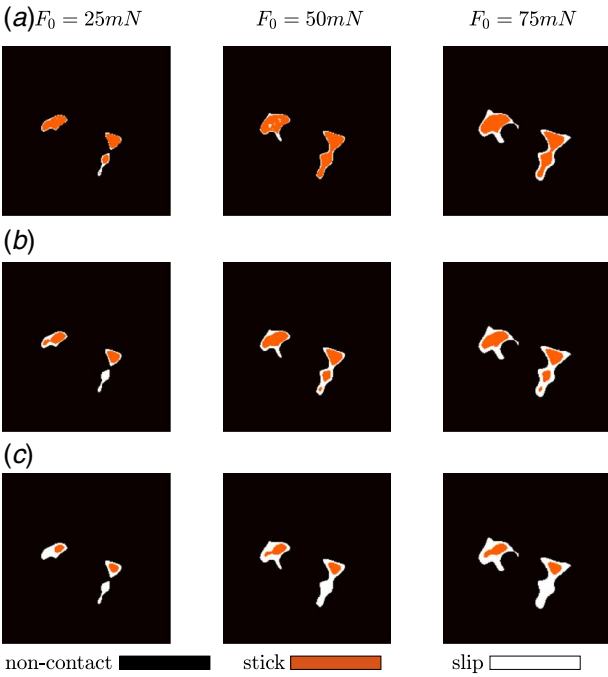 (a) F₀ = 25mN F₀ = 50mN F₀ = 75mN
(b)
(c)
non-contact stick slip